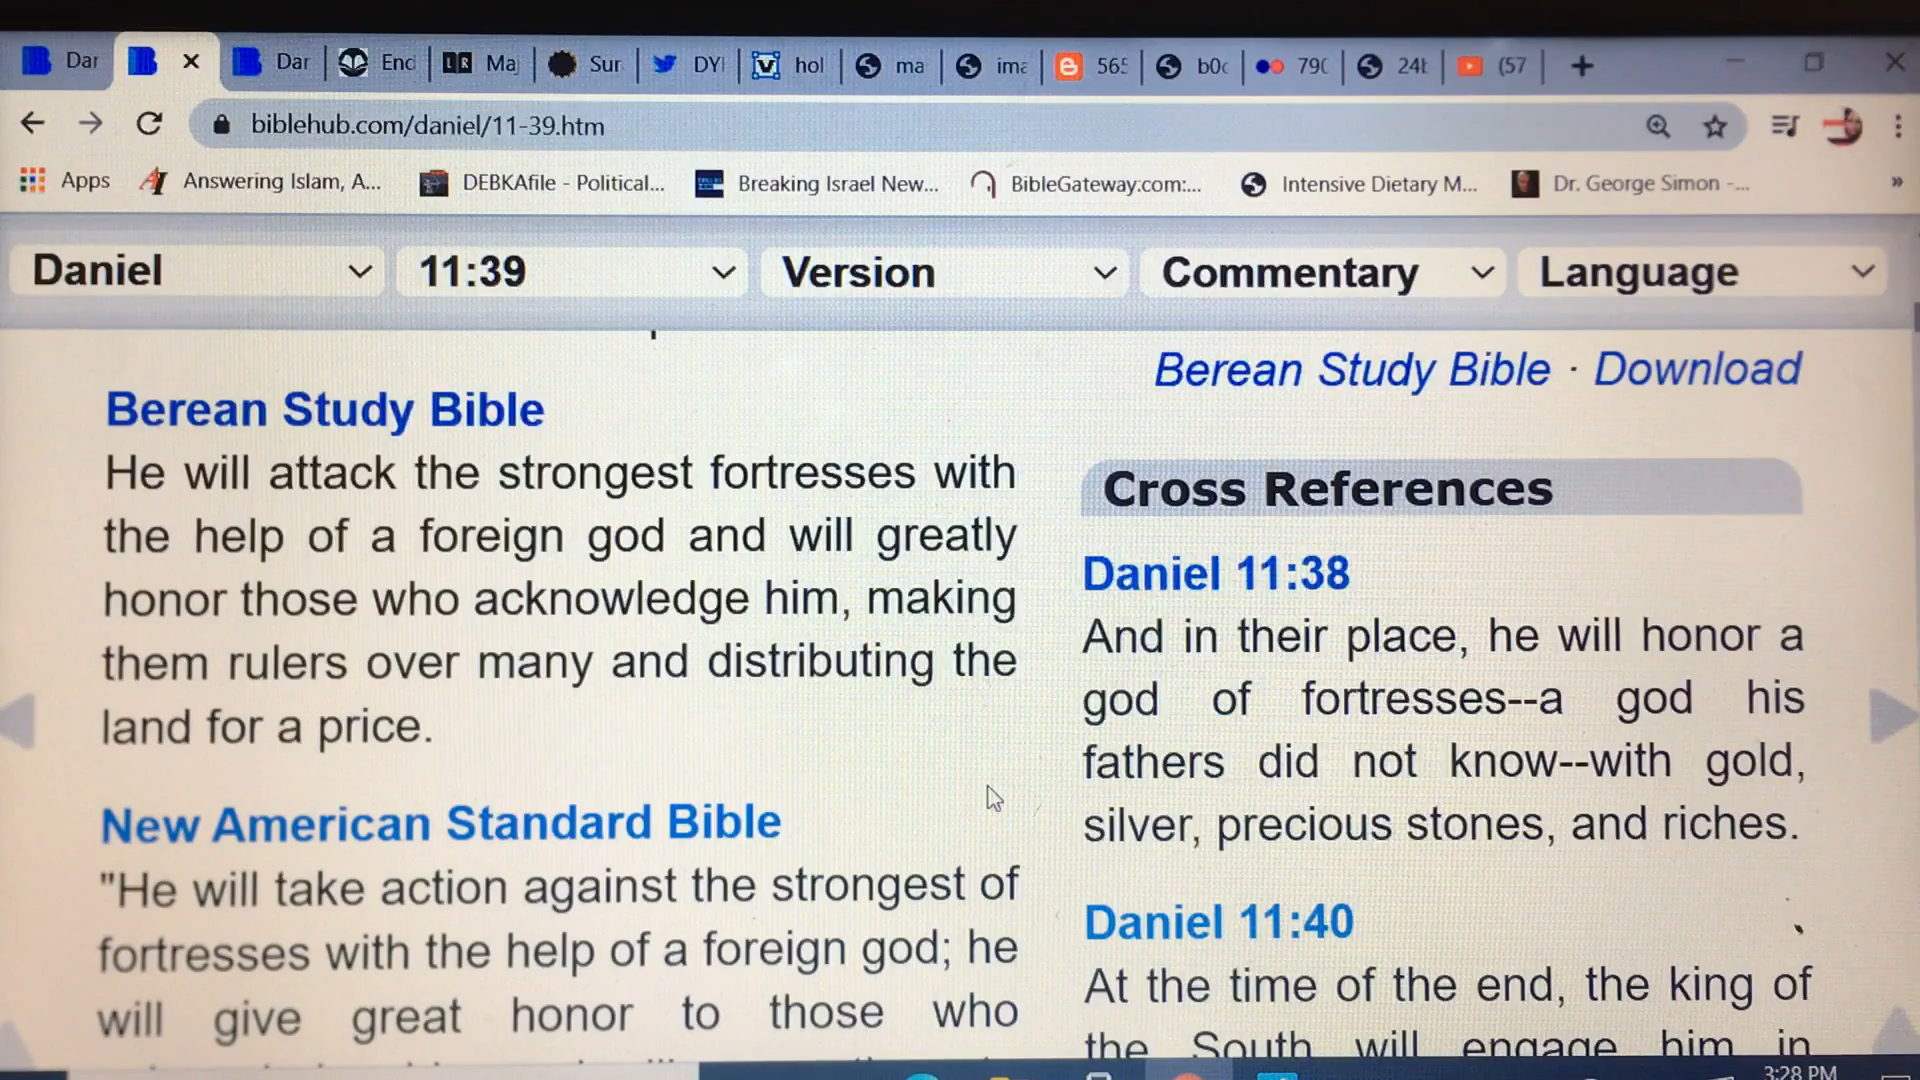 Dar
Dar
Enc
LR
Ma
Sur
DY
hol
ma
ima
565
b0c
790
24b
(57
biblehub.com/daniel/11-39.htm
Apps
Answering Islam, A...
DEBKAfile - Political...
Breaking Israel New...
BibleGateway.com:...
Intensive Dietary M...
Dr. George Simon -...
Daniel
11:39
Version
Commentary
Language
Berean Study Bible · Download
Berean Study Bible
He will attack the strongest fortresses with
the help of a foreign god and will greatly
honor those who acknowledge him, making
them rulers over many and distributing the
land for a price.
New American Standard Bible
"He will take action against the strongest of
fortresses with the help of a foreign god; he
will give great honor to those who
Cross References
Daniel 11:38
And in their place, he will honor a
god of fortresses--a god his
fathers did not know--with gold,
silver, precious stones, and riches.
Daniel 11:40
At the time of the end, the king of
the South will engage him in
3:28 PM